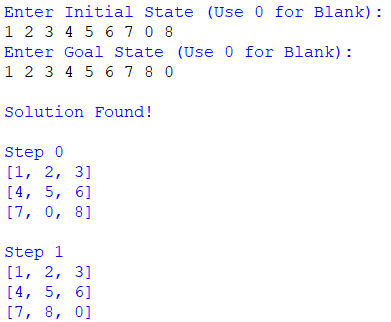 Enter Initial State (Use 0 for Blank):
1 2 3 4 5 6 7 0 8
Enter Goal State (Use 0 for Blank):
1 2 3 4 5 6 7 8 0
Solution Found!
Step 0
[1, 2, 3]
[4, 5, 6]
[7, 0, 8]
Step 1
[1, 2, 3]
[4, 5, 6]
[7, 8, 0]